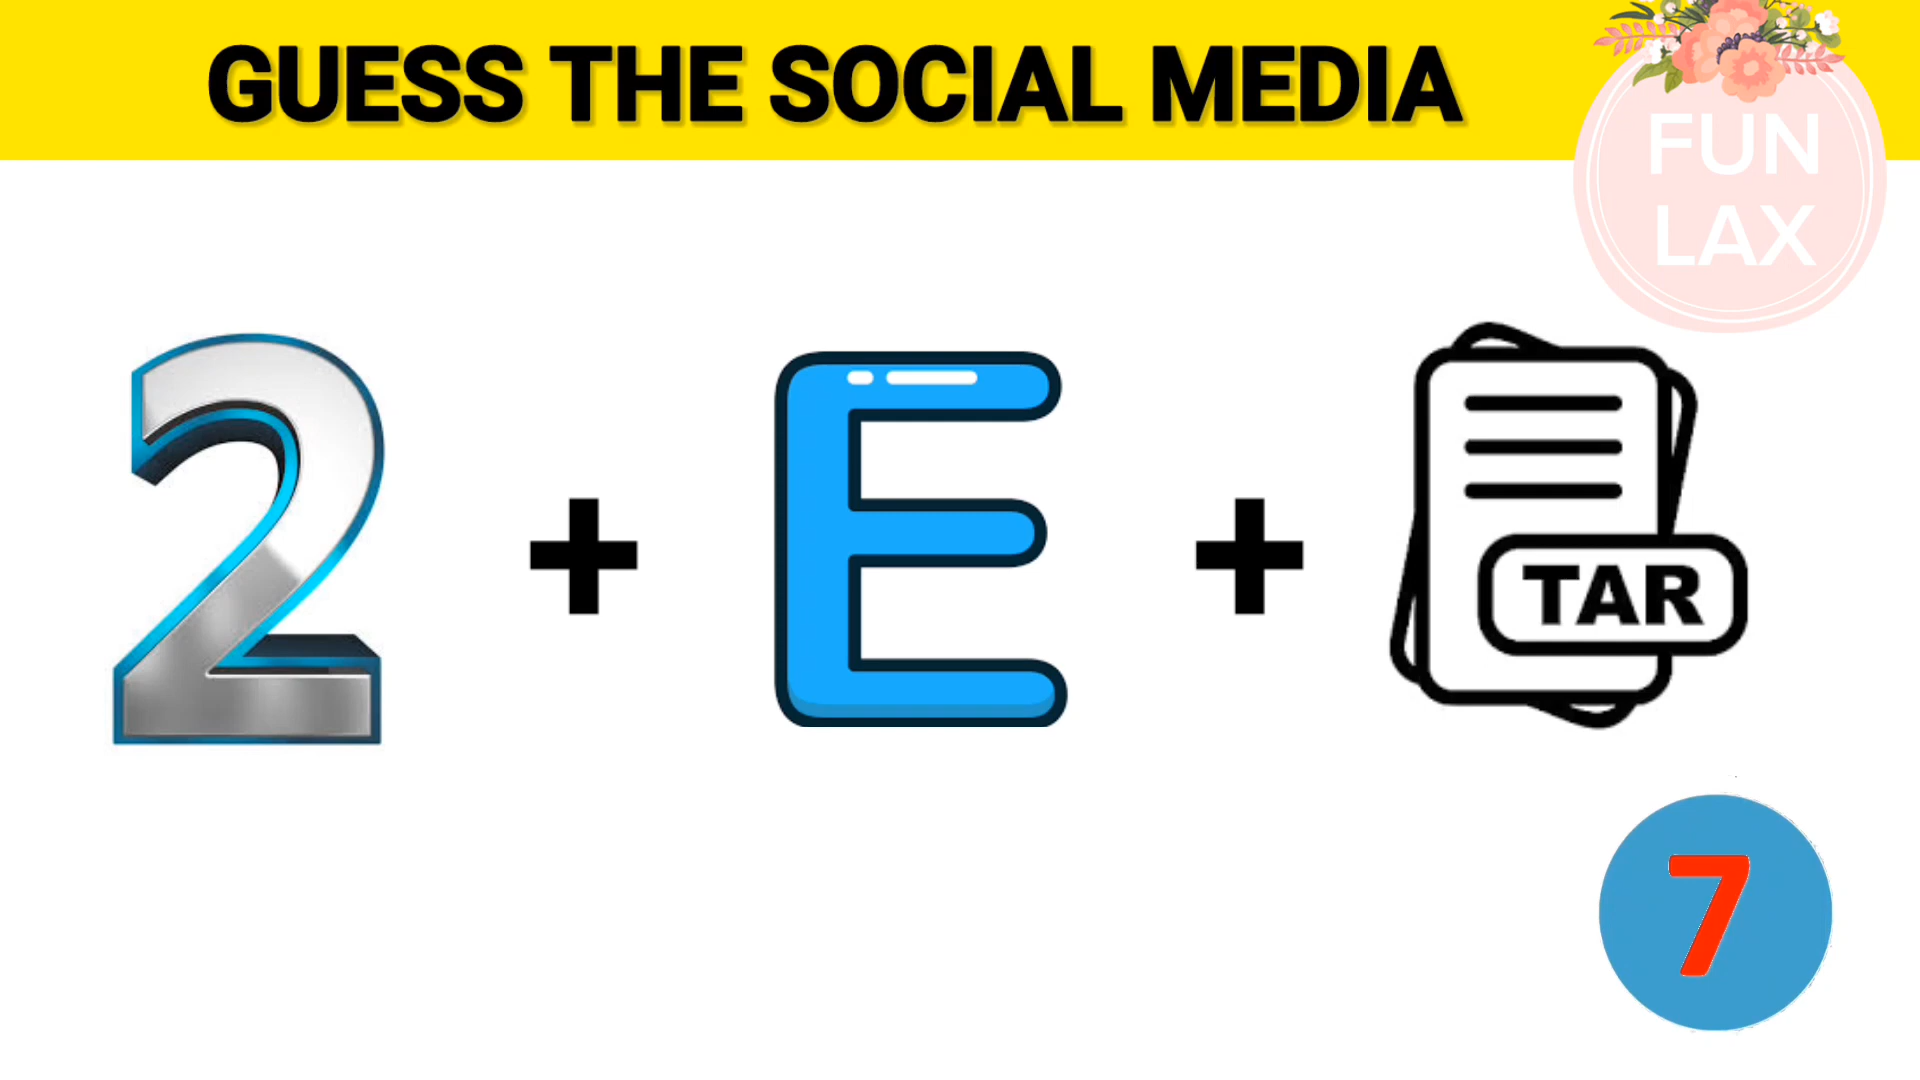 GUESS THE SOCIAL MEDIA
FUN
LAX
2 + E + TAR
7